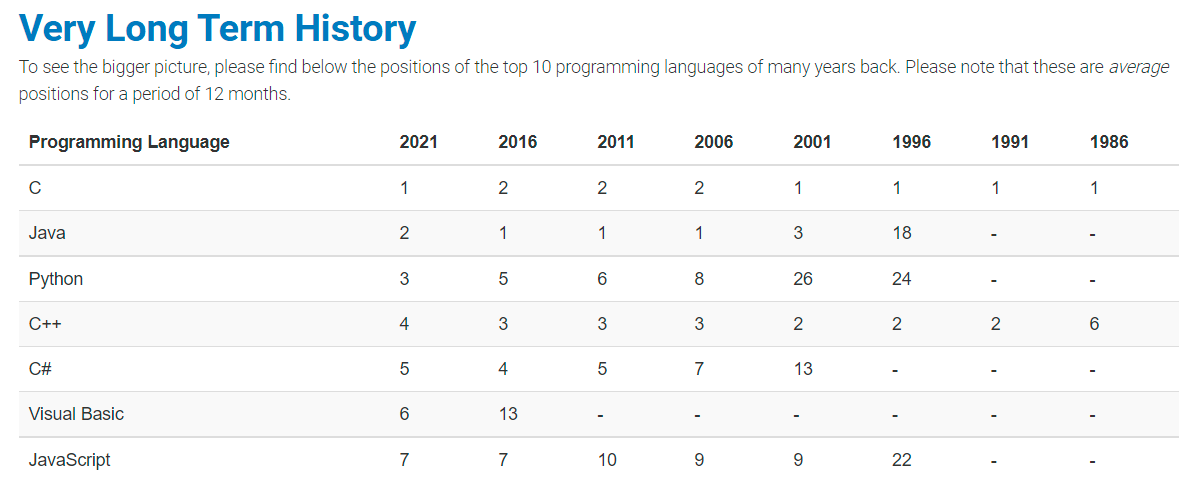 Very Long Term History
To see the bigger picture, please find below the positions of the top 10 programming languages of many years back. Please note that these are average
positions for a period of 12 months.
Programming Language 2021 2016 2011 2006 2001 1996 1991 1986
C 1 2 2 2 1 1 1 1
Java 2 1 1 1 3 18 - -
Python 3 5 6 8 26 24 - -
C++ 4 3 3 3 2 2 2 6
C# 5 4 5 7 13 - - -
Visual Basic 6 13 - - - - - -
JavaScript 7 7 10 9 9 22 - -